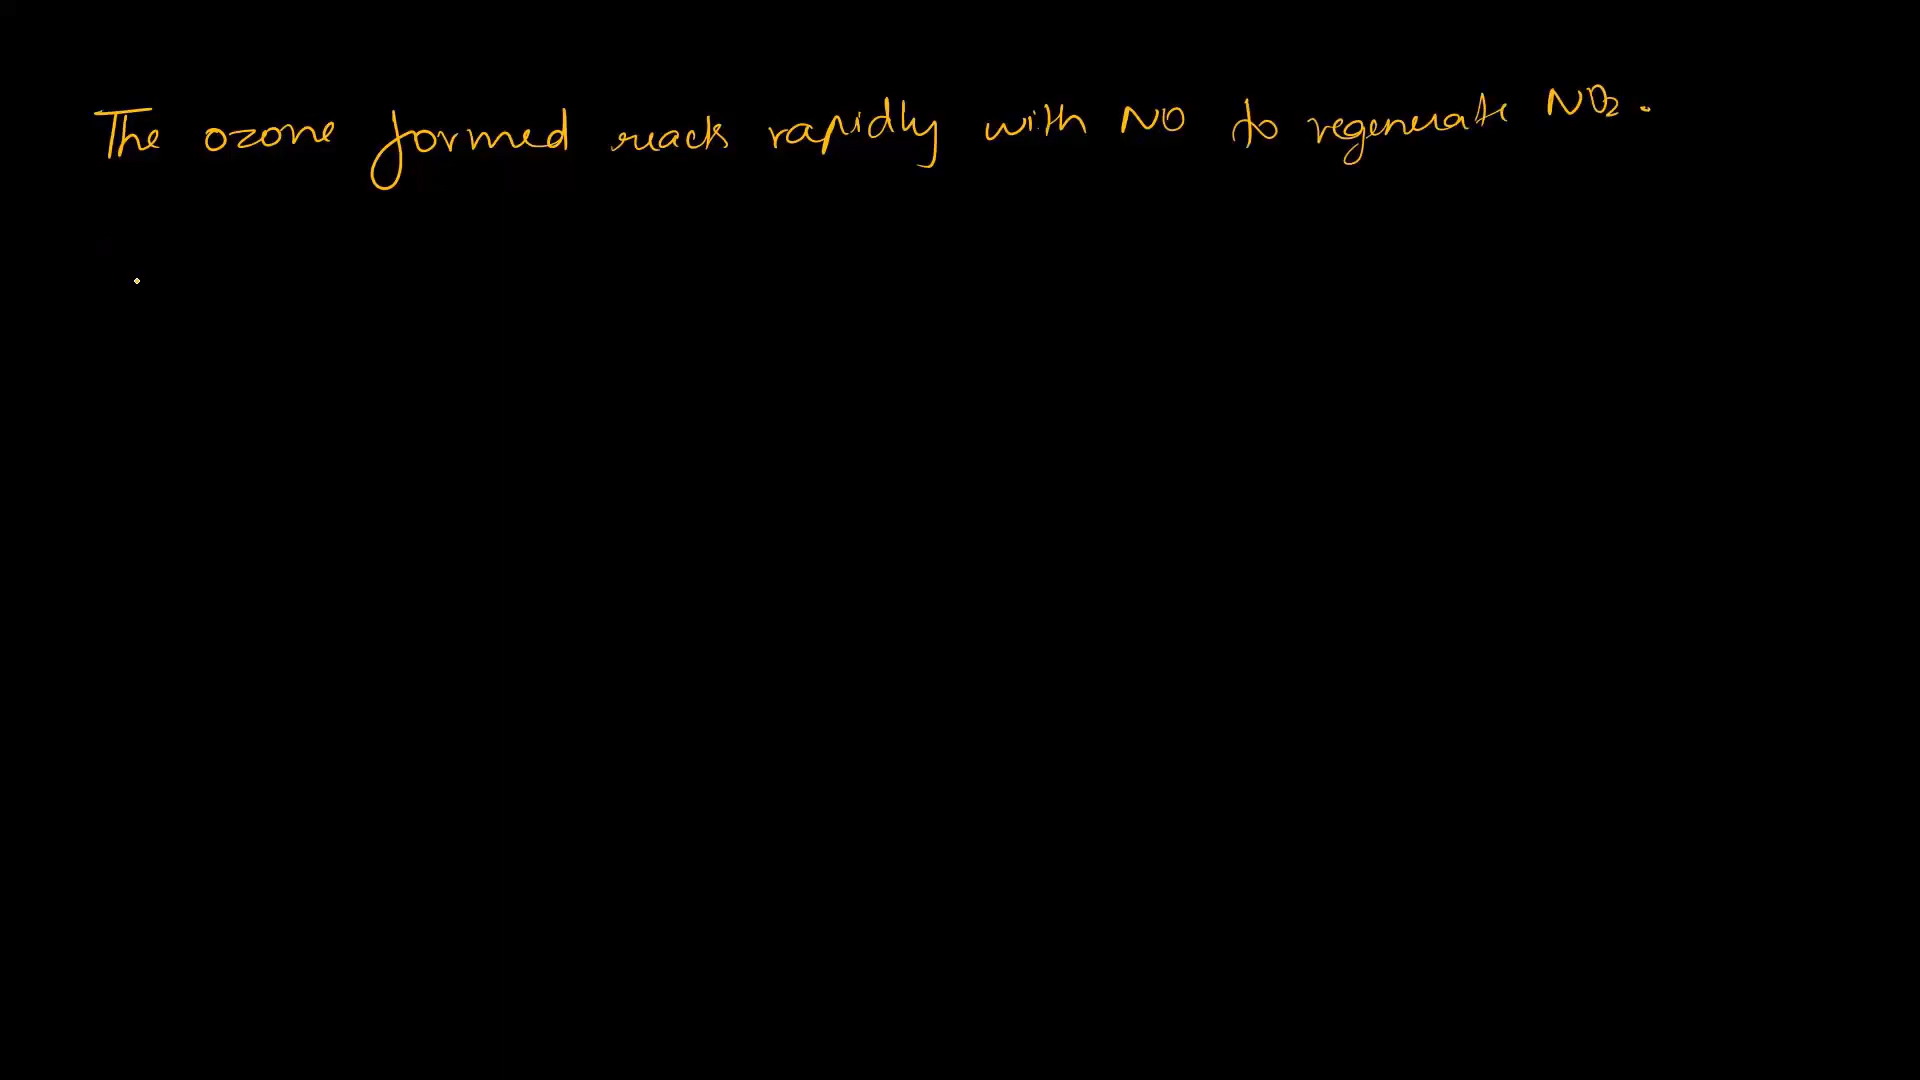 The ozone formed reacts rapidly with NO to regenerate NO₂.